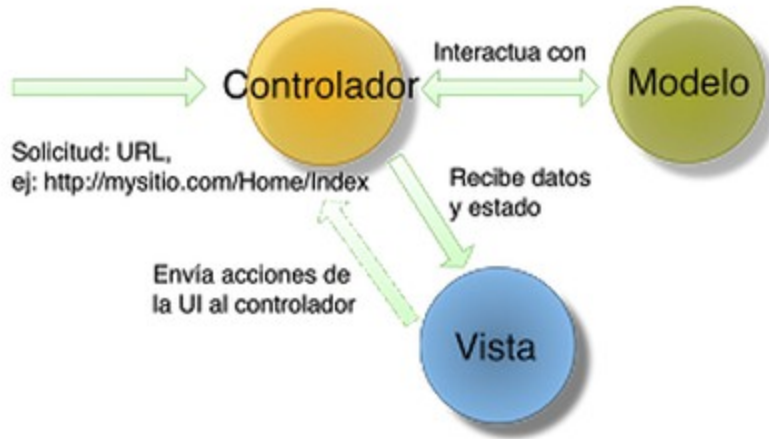 Controlador
Interactua con
Modelo
Solicitud: URL,
ej: http://mysitio.com/Home/Index
Recibe datos
y estado
Envía acciones de
la UI al controlador
Vista